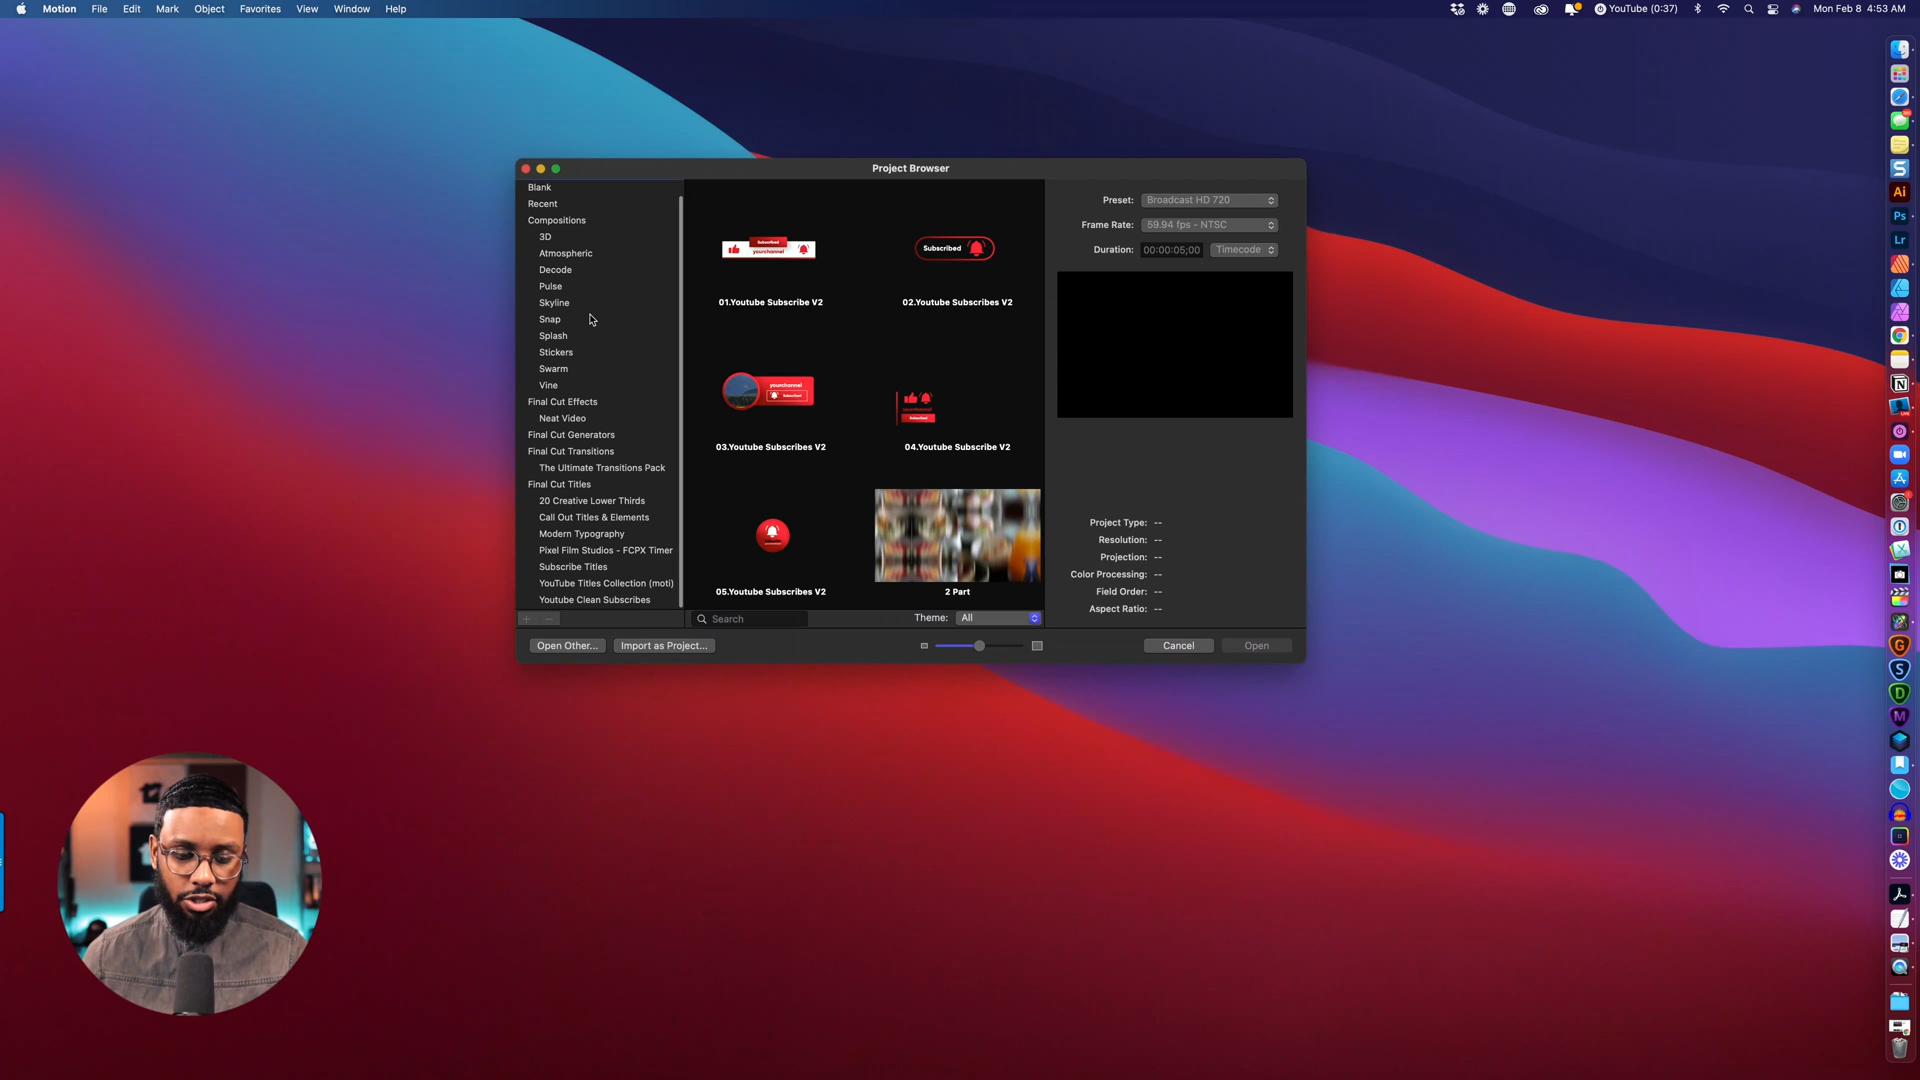 Motion File Edit Mark Object Favorites View Window Help
YouTube (0:37) Mon Feb 8 4:53 AM
Project Browser
Blank
Recent
Compositions
3D
Atmospheric
Decode
Pulse
Skyline
Snap
Splash
Stickers
Swarm
Vine
Final Cut Effects
Neat Video
Final Cut Generators
Final Cut Transitions
The Ultimate Transitions Pack
Final Cut Titles
20 Creative Lower Thirds
Call Out Titles & Elements
Modern Typography
Pixel Film Studios - FCPX Timer
Subscribe Titles
YouTube Titles Collection (moti)
Youtube Clean Subscribes
Subscribed
yourchannel
01.Youtube Subscribe V2
Subscribed
02.Youtube Subscribes V2
yourchannel
Subscribed
03.Youtube Subscribes V2
Subscribed
04.Youtube Subscribe V2
05.Youtube Subscribes V2
2 Part
Search
Theme: All
Preset: Broadcast HD 720
Frame Rate: 59.94 fps - NTSC
Duration: 00:00:05;00 Timecode
Project Type: --
Resolution: --
Projection: --
Color Processing: --
Field Order: --
Aspect Ratio: --
Open Other... Import as Project... Cancel Open
Ai
Ps
Lr
G
S
D
M